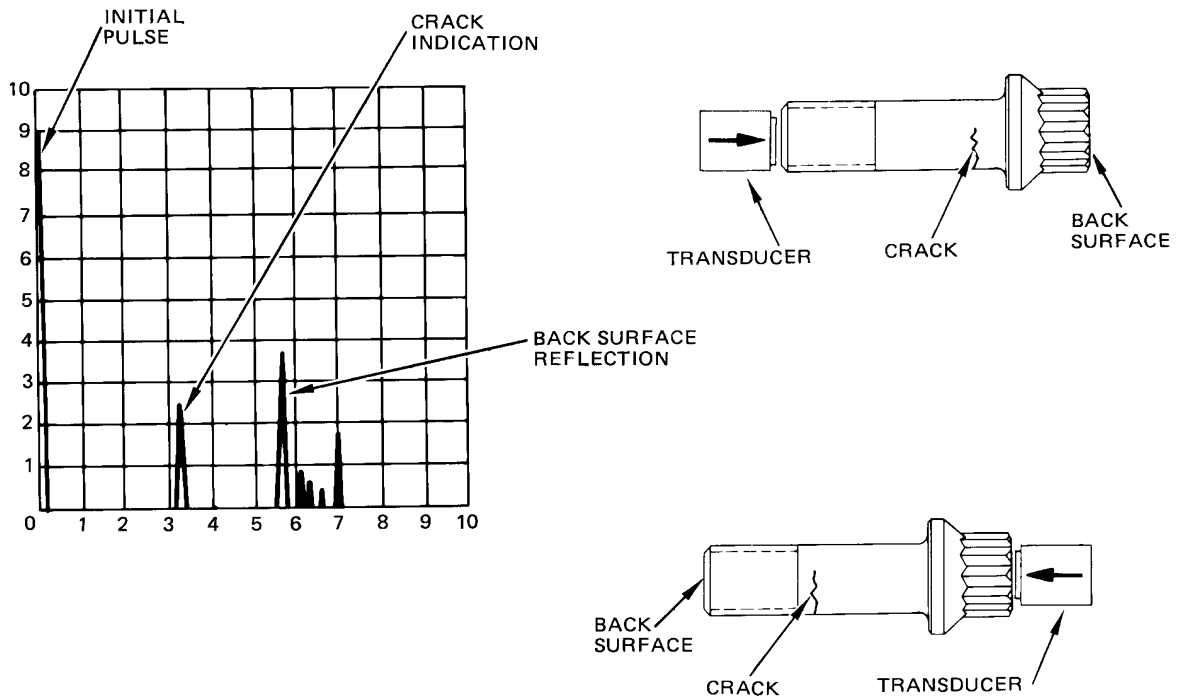 INITIAL
PULSE
CRACK
INDICATION
10
9
8
7
6
5
4
3
2
1
0 1 2 3 4 5 6 7 8 9 10
BACK SURFACE
REFLECTION
TRANSDUCER
CRACK
BACK
SURFACE
BACK
SURFACE
CRACK
TRANSDUCER